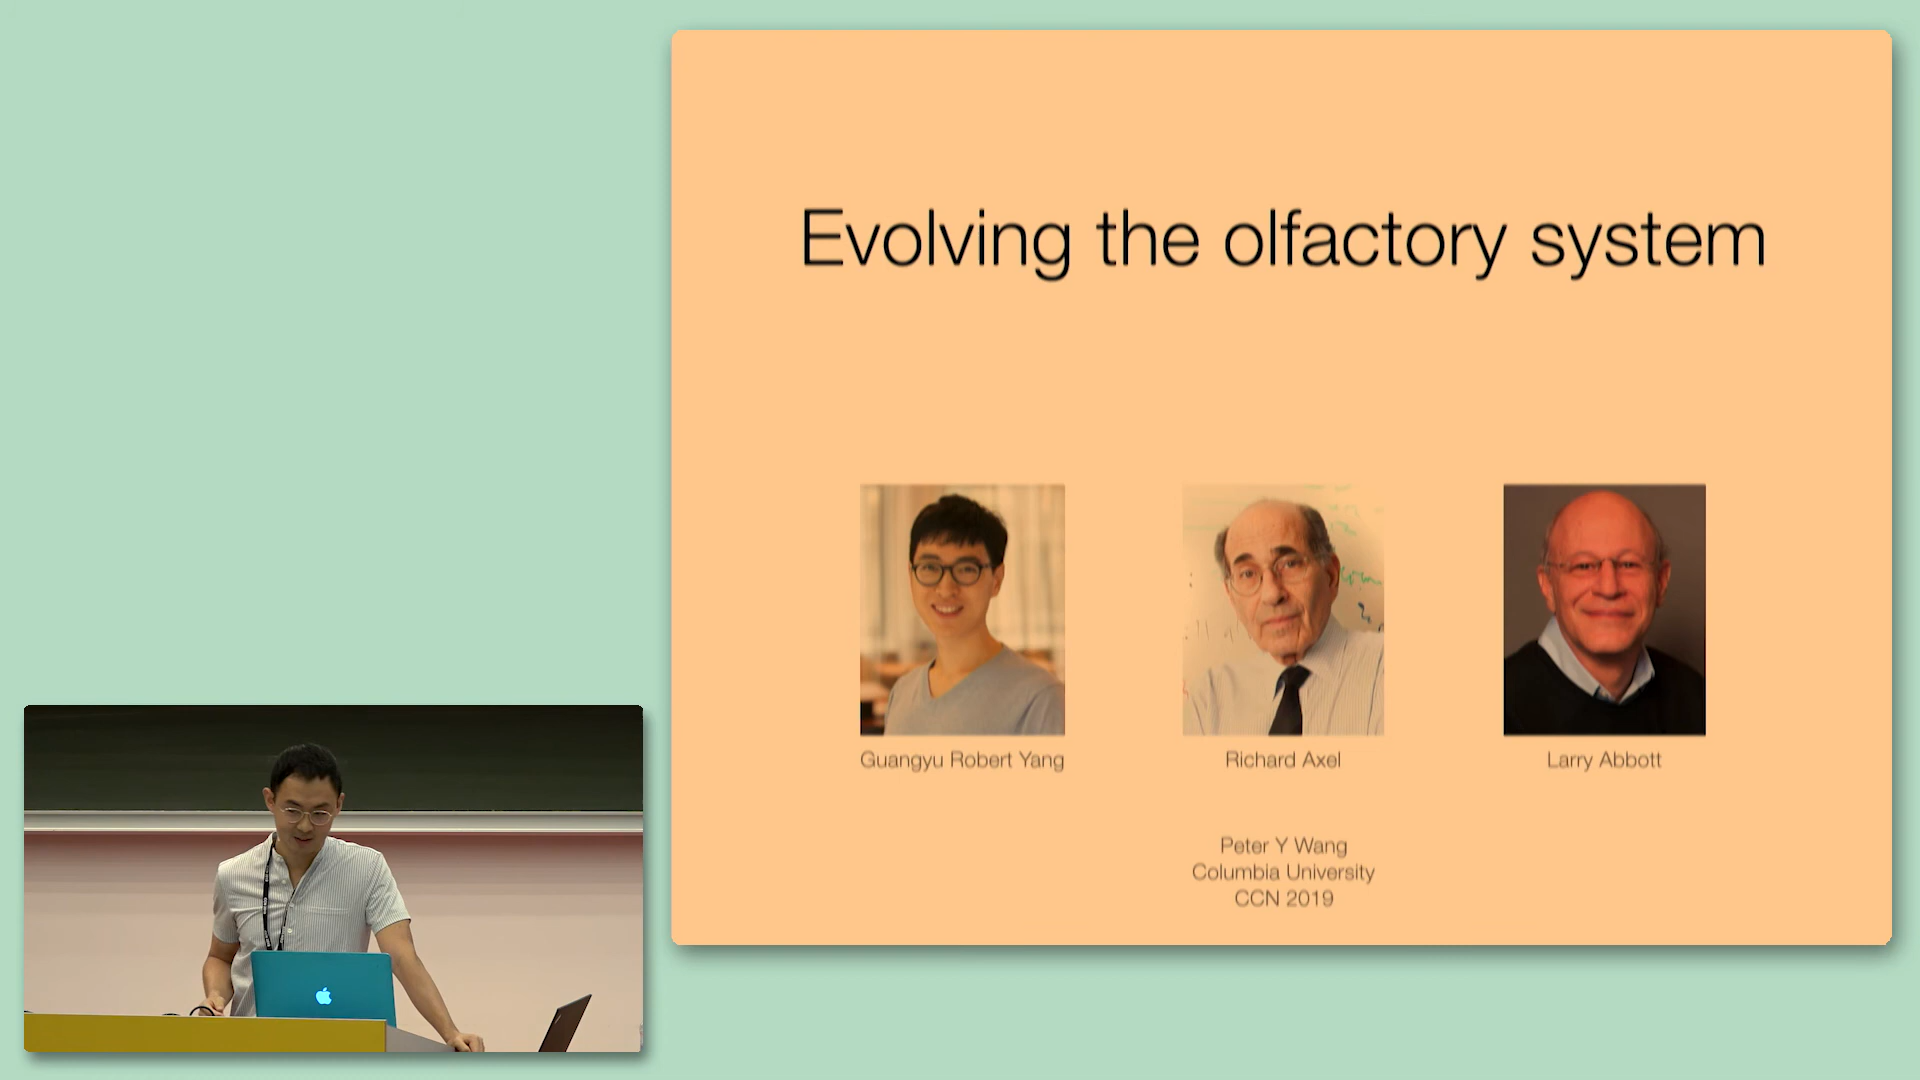 Evolving the olfactory system
Guangyu Robert Yang
Richard Axel
Larry Abbott
Peter Y Wang
Columbia University
CCN 2019